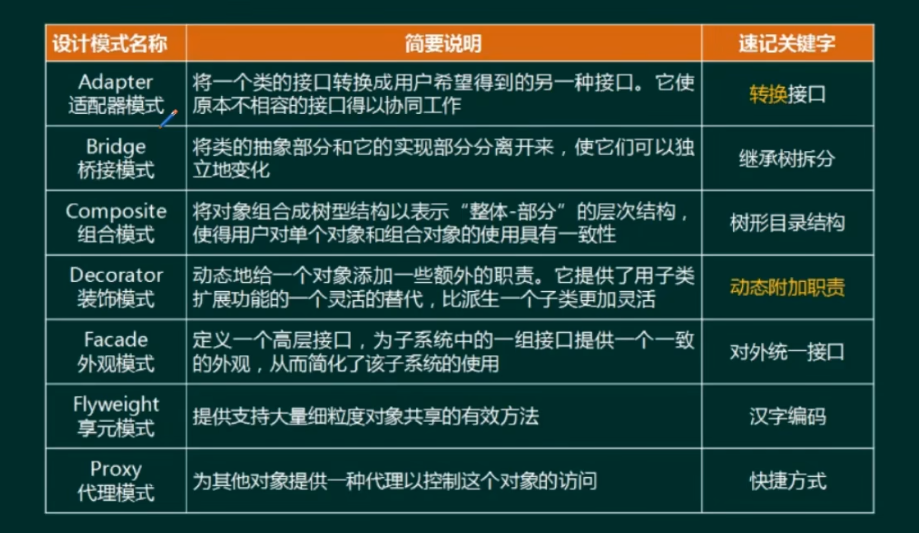 设计模式名称 简要说明 速记关键字
Adapter
适配器模式
将一个类的接口转换成用户希望得到的另一种接口。它使
原本不相容的接口得以协同工作
转换接口
Bridge
桥接模式
将类的抽象部分和它的实现部分分离开来，使它们可以独
立地变化
继承树拆分
Composite
组合模式
将对象组合成树型结构以表示“整体-部分”的层次结构，
使得用户对单个对象和组合对象的使用具有一致性
树形目录结构
Decorator
装饰模式
动态地给一个对象添加一些额外的职责。它提供了用子类
扩展功能的一个灵活的替代，比派生一个子类更加灵活
动态附加职责
Facade
外观模式
定义一个高层接口，为子系统中的一组接口提供一个一致
的外观，从而简化了该子系统的使用
对外统一接口
Flyweight
享元模式
提供支持大量细粒度对象共享的有效方法
汉字编码
Proxy
代理模式
为其他对象提供一种代理以控制这个对象的访问
快捷方式